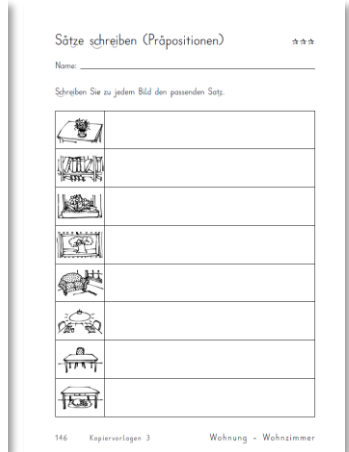 Sätze schreiben (Präpositionen) ☆☆☆
Name:
Schreiben Sie zu jedem Bild den passenden Satz.
146 Kopiervorlagen 3 Wohnung – Wohnzimmer